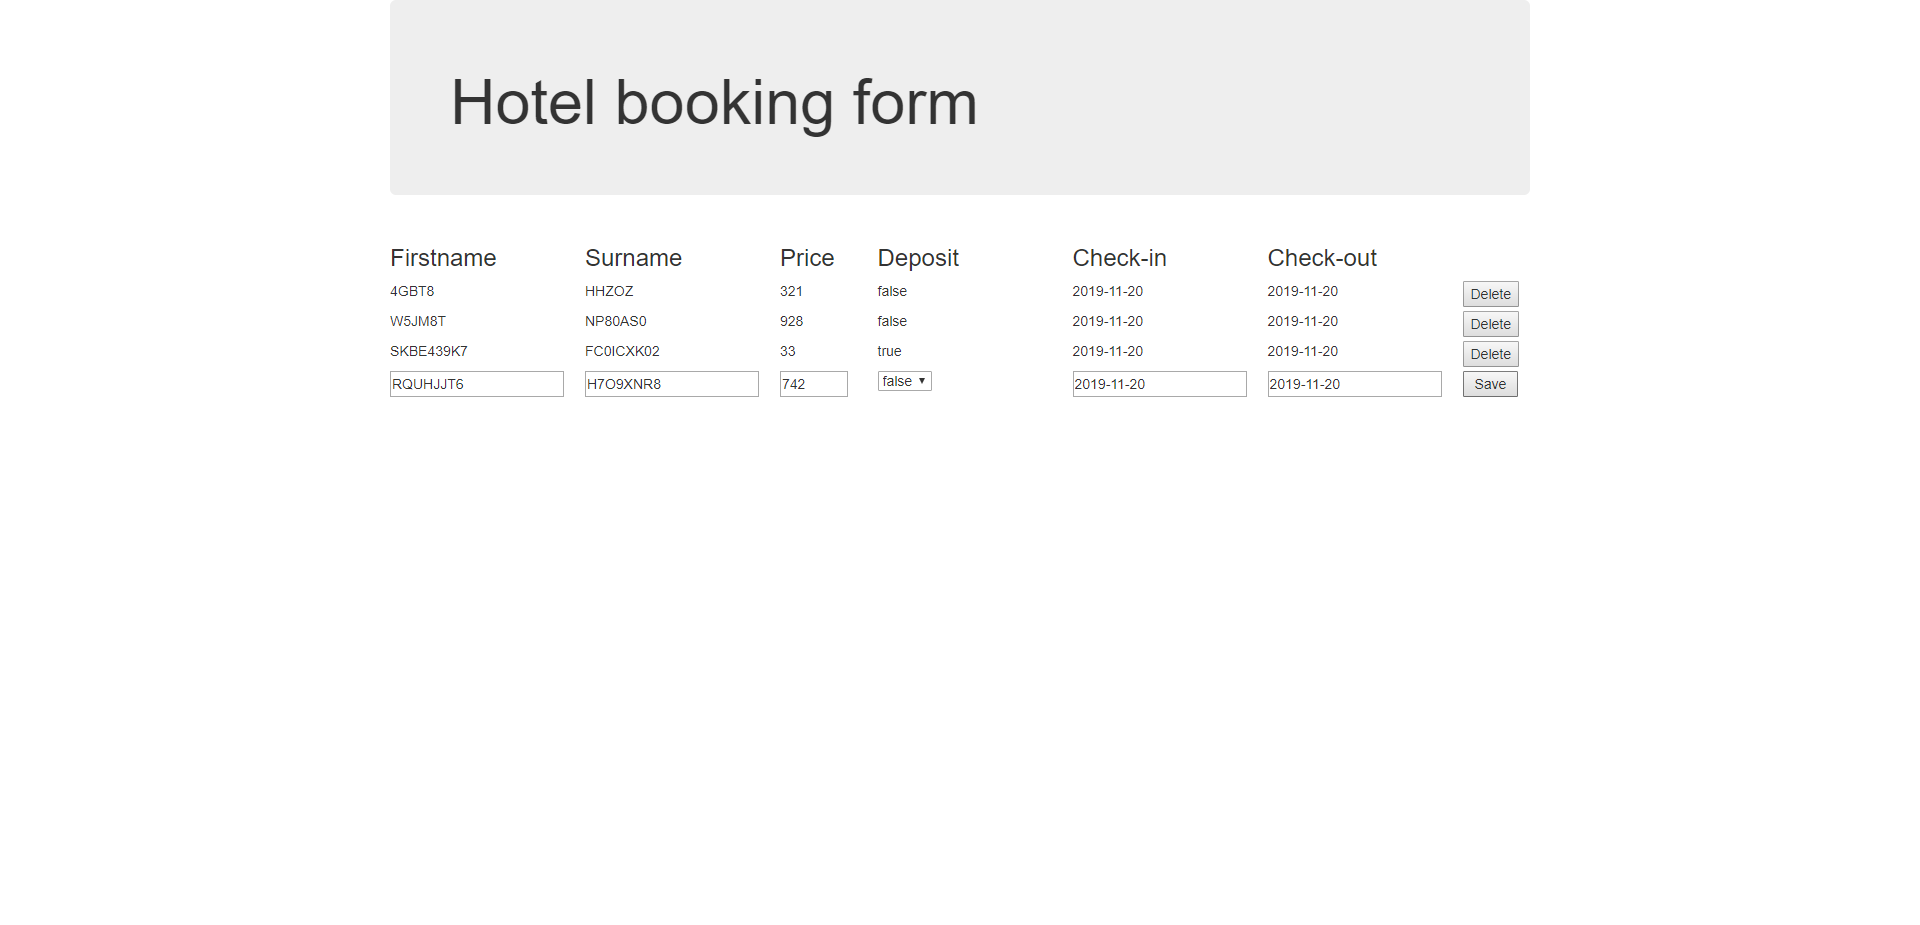 Hotel booking form
Firstname Surname Price Deposit Check-in Check-out
4GBT8 HHZOZ 321 false 2019-11-20 2019-11-20 Delete
W5JM8T NP80AS0 928 false 2019-11-20 2019-11-20 Delete
SKBE439K7 FC0ICXK02 33 true 2019-11-20 2019-11-20 Delete
RQUHJJT6 H7O9XNR8 742 false 2019-11-20 2019-11-20 Save